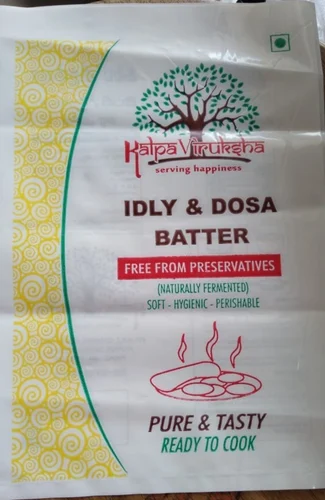 Kalpa Vruksha
serving happiness
IDLY & DOSA
BATTER
FREE FROM PRESERVATIVES
(NATURALLY FERMENTED)
SOFT - HYGIENIC - PERISHABLE
PURE & TASTY
READY TO COOK